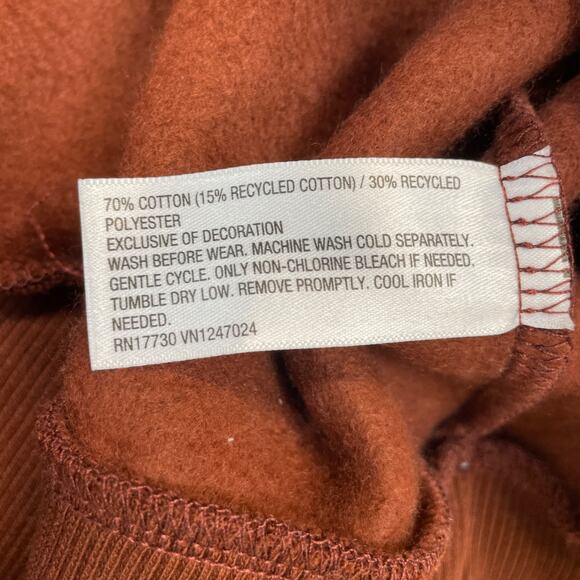 70% COTTON (15% RECYCLED COTTON) / 30% RECYCLED
POLYESTER
EXCLUSIVE OF DECORATION
WASH BEFORE WEAR. MACHINE WASH COLD SEPARATELY.
GENTLE CYCLE. ONLY NON-CHLORINE BLEACH IF NEEDED.
TUMBLE DRY LOW. REMOVE PROMPTLY. COOL IRON IF
NEEDED.
RN17730 VN1247024